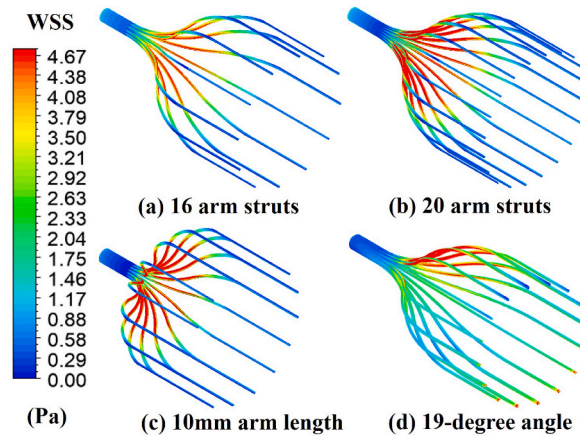 WSS
4.67
4.38
4.08
3.79
3.50
3.21
2.92
2.63
2.33
2.04
1.75
1.46
1.17
0.88
0.58
0.29
0.00
(Pa)
(a) 16 arm struts
(b) 20 arm struts
(c) 10mm arm length
(d) 19-degree angle